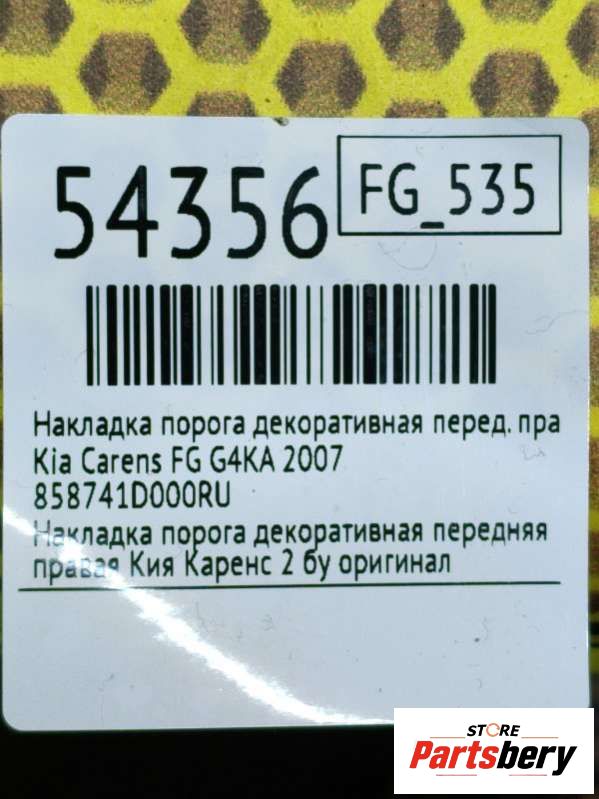 54356
FG_535
Накладка порога декоративная перед. пра
Kia Carens FG G4KA 2007
858741D000RU
Накладка порога декоративная передняя
правая Кия Каренс 2 бу оригинал
STORE
Partsbery